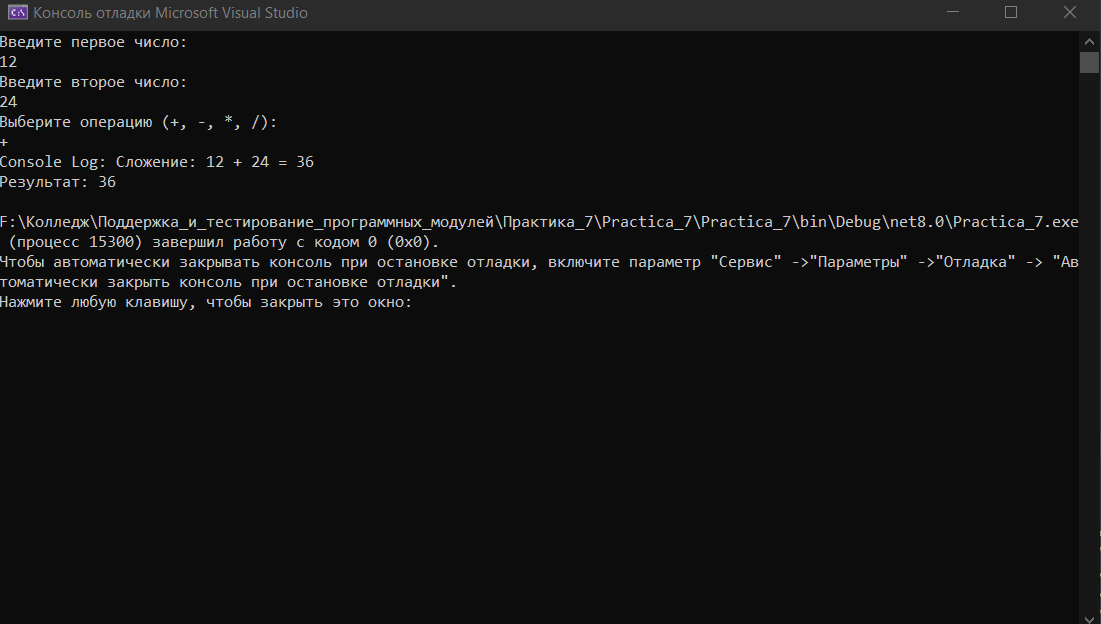 Консоль отладки Microsoft Visual Studio
Введите первое число:
12
Введите второе число:
24
Выберите операцию (+, -, *, /):
+
Console Log: Сложение: 12 + 24 = 36
Результат: 36
F:\Колледж\Поддержка_и_тестирование_программных_модулей\Практика_7\Practica_7\Practica_7\bin\Debug\net8.0\Practica_7.exe
(процесс 15300) завершил работу с кодом 0 (0x0).
Чтобы автоматически закрывать консоль при остановке отладки, включите параметр "Сервис" ->"Параметры" ->"Отладка" -> "Ав
томатически закрыть консоль при остановке отладки".
Нажмите любую клавишу, чтобы закрыть это окно: